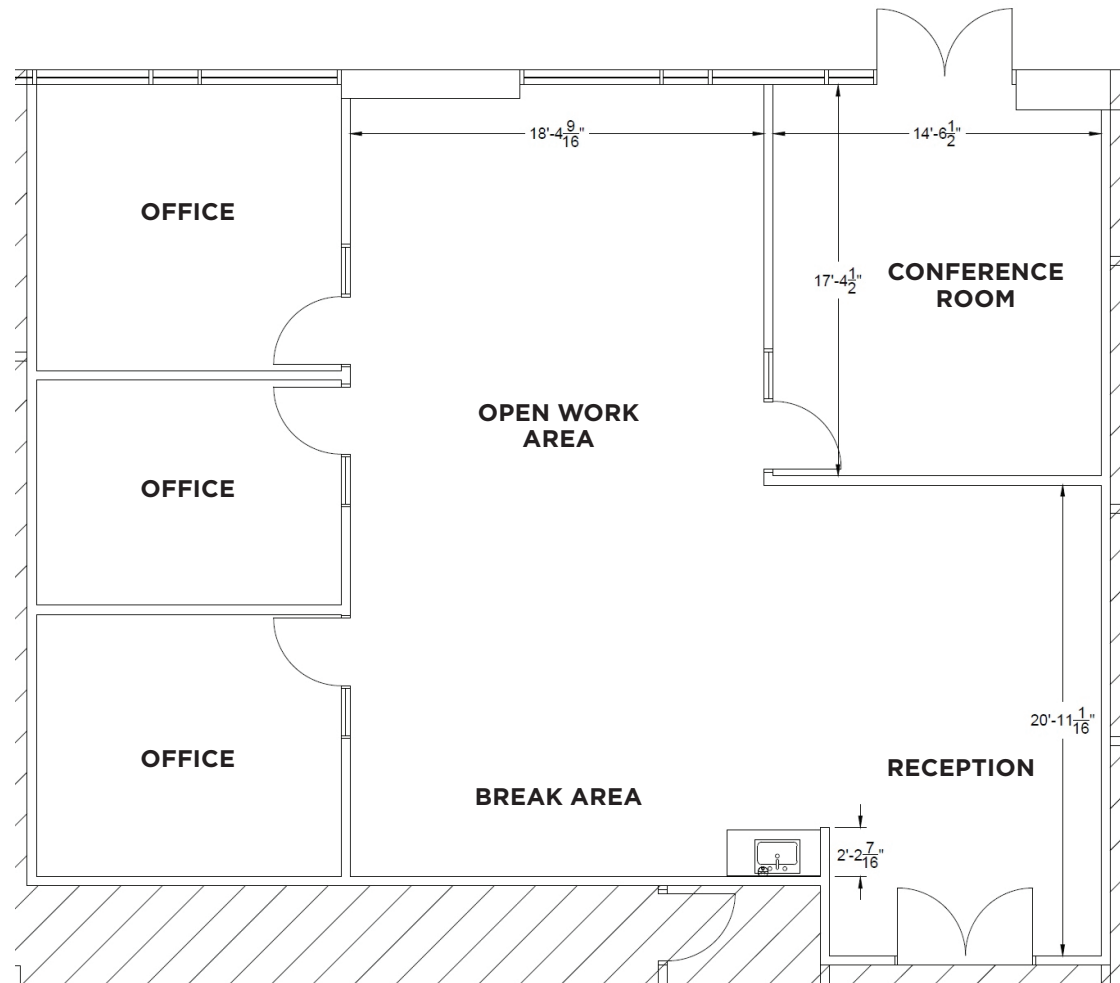 18'-4 9/16"
14'-6 1/2"
OFFICE
17'-4 1/2"
CONFERENCE
ROOM
OPEN WORK
AREA
OFFICE
20'-11 1/16"
OFFICE
RECEPTION
BREAK AREA
2'-2 7/16"